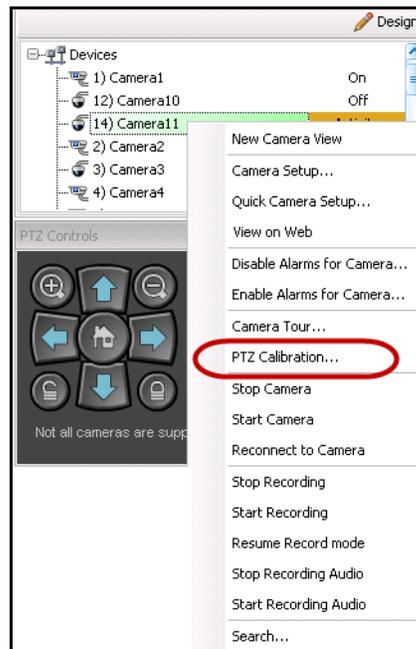 Design
Devices
1) Camera1 On
12) Camera10 Off
14) Camera11
2) Camera2
3) Camera3
4) Camera4
PTZ Controls
Not all cameras are supp
New Camera View
Camera Setup...
Quick Camera Setup...
View on Web
Disable Alarms for Camera...
Enable Alarms for Camera...
Camera Tour...
PTZ Calibration...
Stop Camera
Start Camera
Reconnect to Camera
Stop Recording
Start Recording
Resume Record mode
Stop Recording Audio
Start Recording Audio
Search...